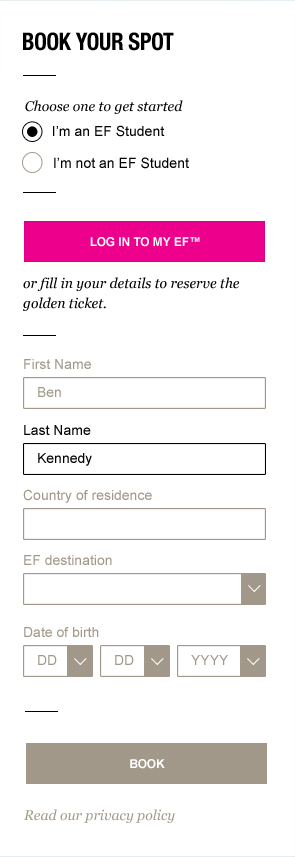 BOOK YOUR SPOT
Choose one to get started
I'm an EF Student
I'm not an EF Student
LOG IN TO MY EF™
or fill in your details to reserve the
golden ticket.
First Name
Ben
Last Name
Kennedy
Country of residence
EF destination
Date of birth
DD DD YYYY
BOOK
Read our privacy policy